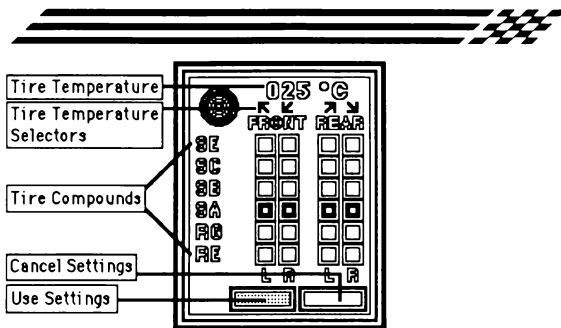 Tire Temperature
025 °C
Tire Temperature
Selectors
FRONT REAR
SE
SC
SB
Tire Compounds
SA
RG
RE
Cancel Settings
L R L R
Use Settings